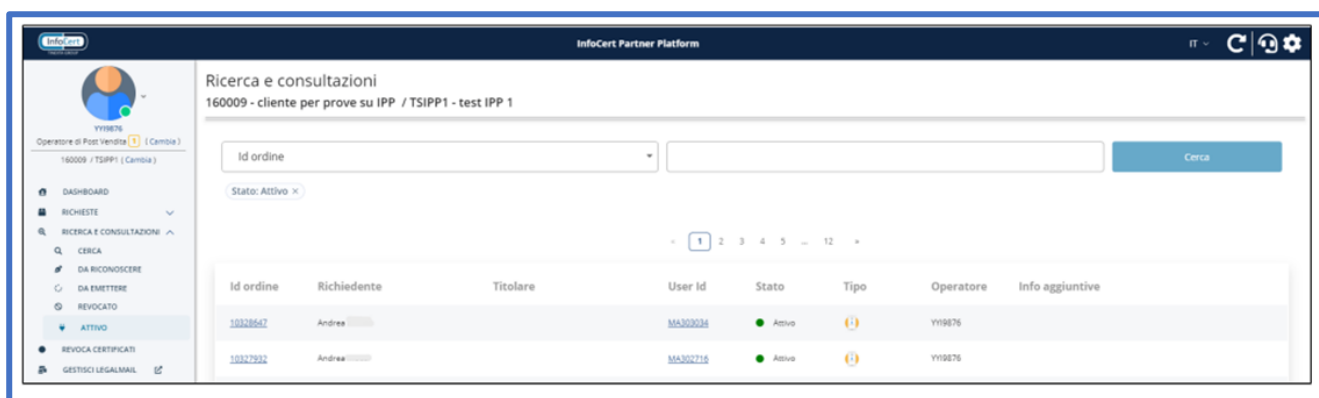 InfoCert
InfoCert Partner Platform
IT
YYI9876
Operatore di Post Vendita 1 ( Cambia )
160009 / TSIPP1 ( Cambia )
DASHBOARD
RICHIESTE
RICERCA E CONSULTAZIONI
CERCA
DA RICONOSCERE
DA EMETTERE
REVOCATO
ATTIVO
REVOCA CERTIFICATI
GESTISCI LEGALMAIL
Ricerca e consultazioni
160009 - cliente per prove su IPP / TSIPP1 - test IPP 1
Id ordine
Cerca
Stato: Attivo ×
« 1 2 3 4 5 ... 12 »
Id ordine Richiedente Titolare User Id Stato Tipo Operatore Info aggiuntive
10328647 Andrea MA303034 Attivo YYI9876
10327932 Andrea MA302716 Attivo YYI9876